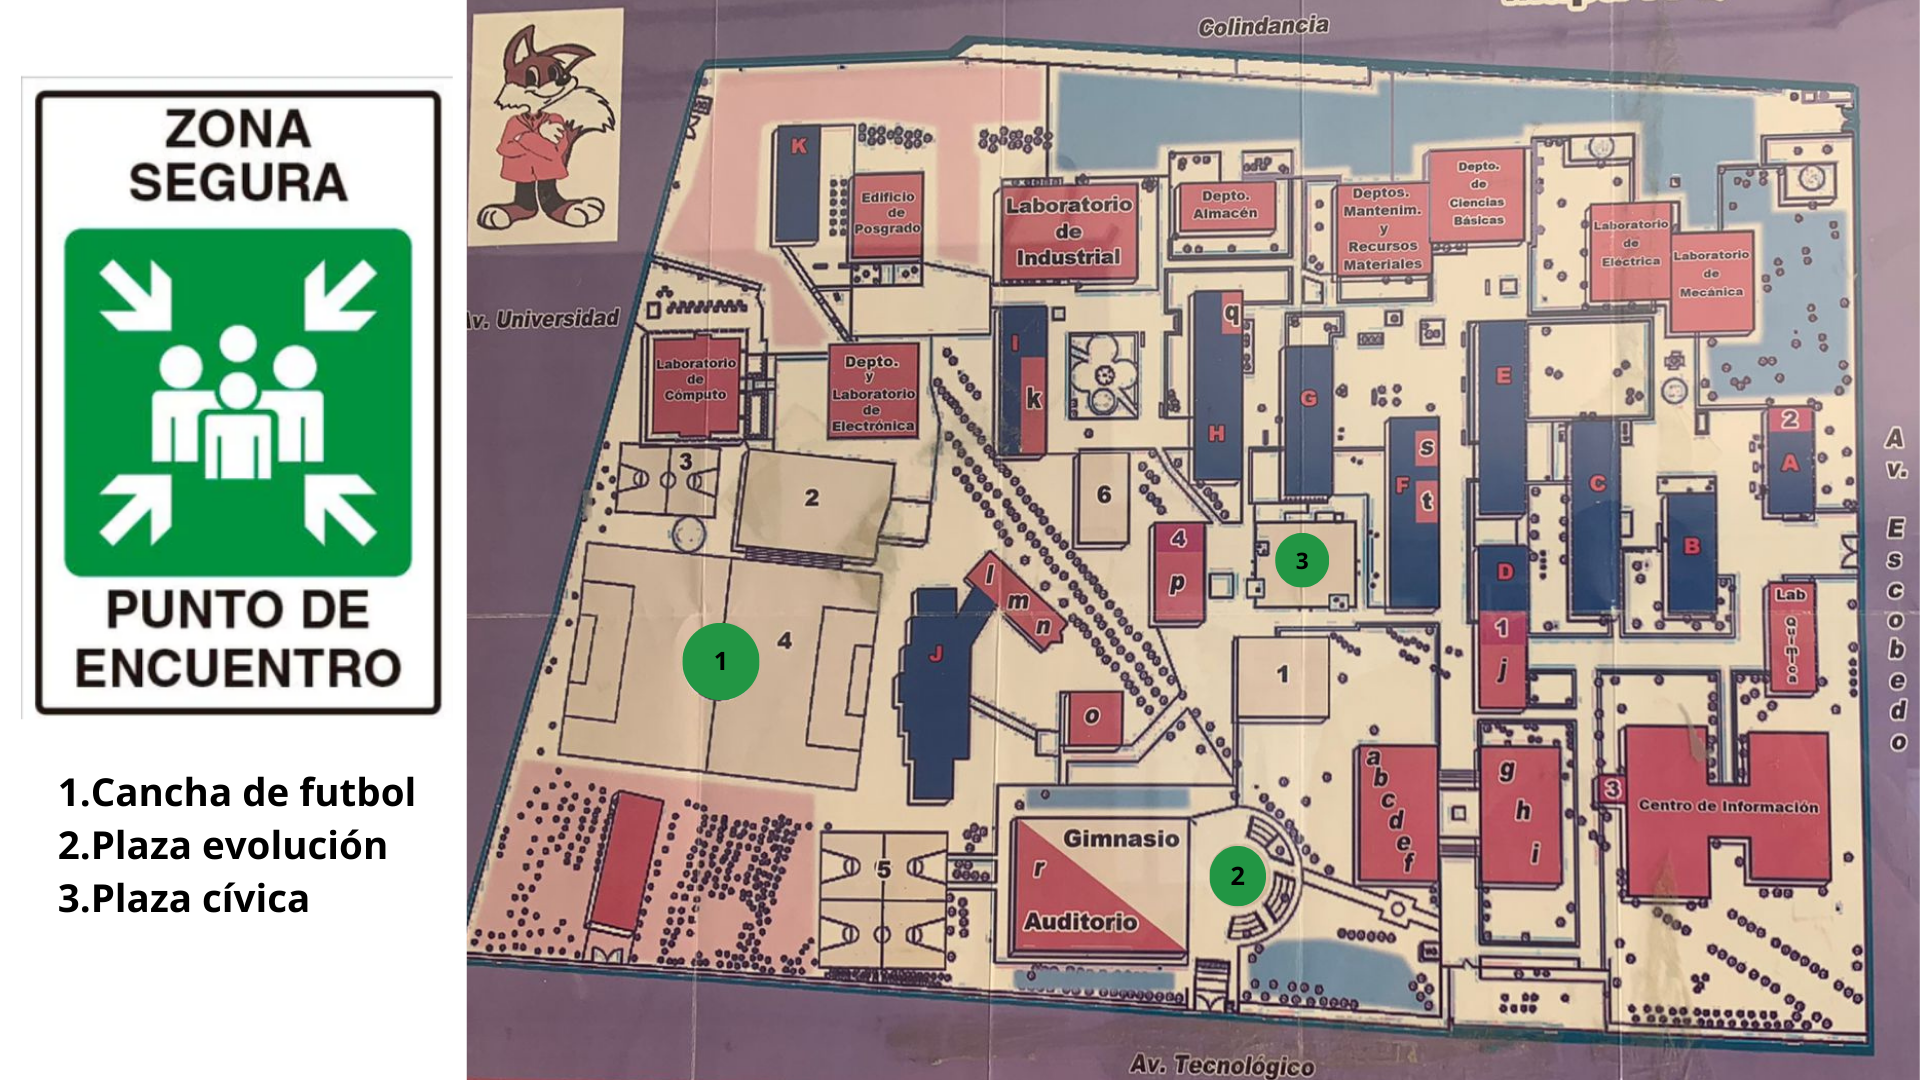 ZONA
SEGURA
PUNTO DE
ENCUENTRO
1.Cancha de futbol
2.Plaza evolución
3.Plaza cívica
Colindancia
Av. Universidad
Av. Escobedo
Av. Tecnológico
K
Edificio
de
Posgrado
Laboratorio
de
Industrial
Depto.
Almacén
Deptos.
Mantenim.
y
Recursos
Materiales
Depto.
de
Ciencias
Básicas
Laboratorio
de
Eléctrica
Laboratorio
de
Mecánica
Laboratorio
de
Cómputo
Depto.
y
Laboratorio
de
Electrónica
I
k
q
H
G
s
F
t
E
C
2
A
B
D
1
j
Lab
Química
3
2
6
4
p
3
1
4
l
m
n
J
o
1
a
b
c
d
e
f
g
h
i
3
Centro de Información
5
Gimnasio
r
Auditorio
2